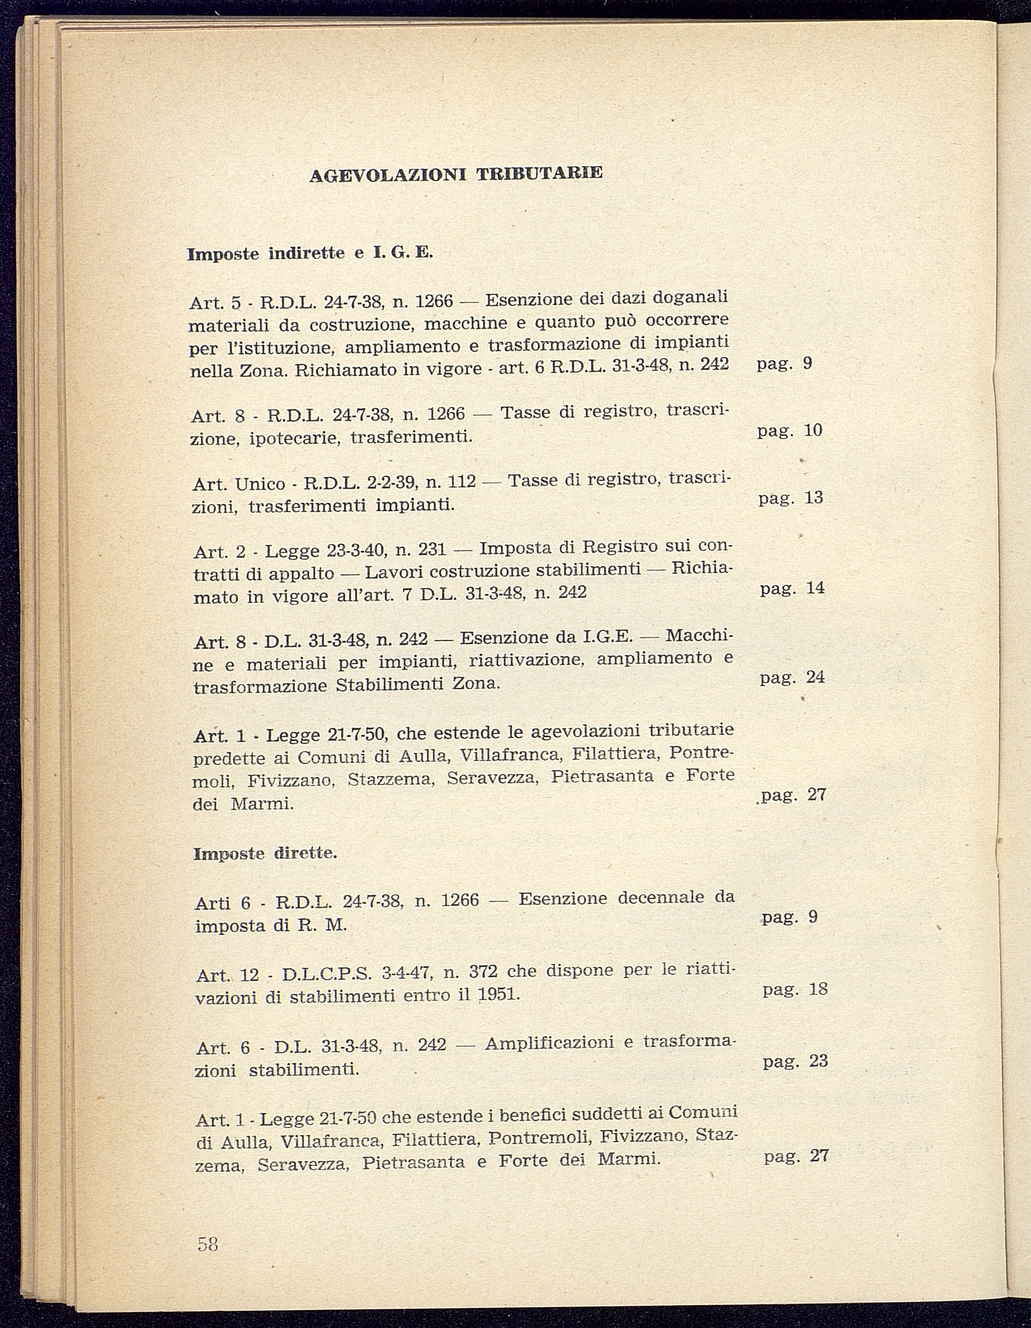 AGEVOLAZIONI TRIBUTARIE
Imposte indirette e I. G. E.
Art. 5 - R.D.L. 24-7-38, n. 1266 — Esenzione dei dazi doganali
materiali da costruzione, macchine e quanto può occorrere
per l'istituzione, ampliamento e trasformazione di impianti
nella Zona. Richiamato in vigore - art. 6 R.D.L. 31-3-48, n. 242 pag. 9
Art. 8 - R.D.L. 24-7-38, n. 1266 — Tasse di registro, trascri-
zione, ipotecarie, trasferimenti. pag. 10
Art. Unico - R.D.L. 2-2-39, n. 112 — Tasse di registro, trascri-
zioni, trasferimenti impianti. pag. 13
Art. 2 - Legge 23-3-40, n. 231 — Imposta di Registro sui con-
tratti di appalto — Lavori costruzione stabilimenti — Richia-
mato in vigore all'art. 7 D.L. 31-3-48, n. 242 pag. 14
Art. 8 - D.L. 31-3-48, n. 242 — Esenzione da I.G.E. — Macchi-
ne e materiali per impianti, riattivazione, ampliamento e
trasformazione Stabilimenti Zona. pag. 24
Art. 1 - Legge 21-7-50, che estende le agevolazioni tributarie
predette ai Comuni di Aulla, Villafranca, Filattiera, Pontre-
moli, Fivizzano, Stazzema, Seravezza, Pietrasanta e Forte
dei Marmi. pag. 27
Imposte dirette.
Arti 6 - R.D.L. 24-7-38, n. 1266 — Esenzione decennale da
imposta di R. M. pag. 9
Art. 12 - D.L.C.P.S. 3-4-47, n. 372 che dispone per le riatti-
vazioni di stabilimenti entro il 1951. pag. 18
Art. 6 - D.L. 31-3-48, n. 242 — Amplificazioni e trasforma-
zioni stabilimenti. pag. 23
Art. 1 - Legge 21-7-50 che estende i benefici suddetti ai Comuni
di Aulla, Villafranca, Filattiera, Pontremoli, Fivizzano, Staz-
zema, Seravezza, Pietrasanta e Forte dei Marmi. pag. 27
58